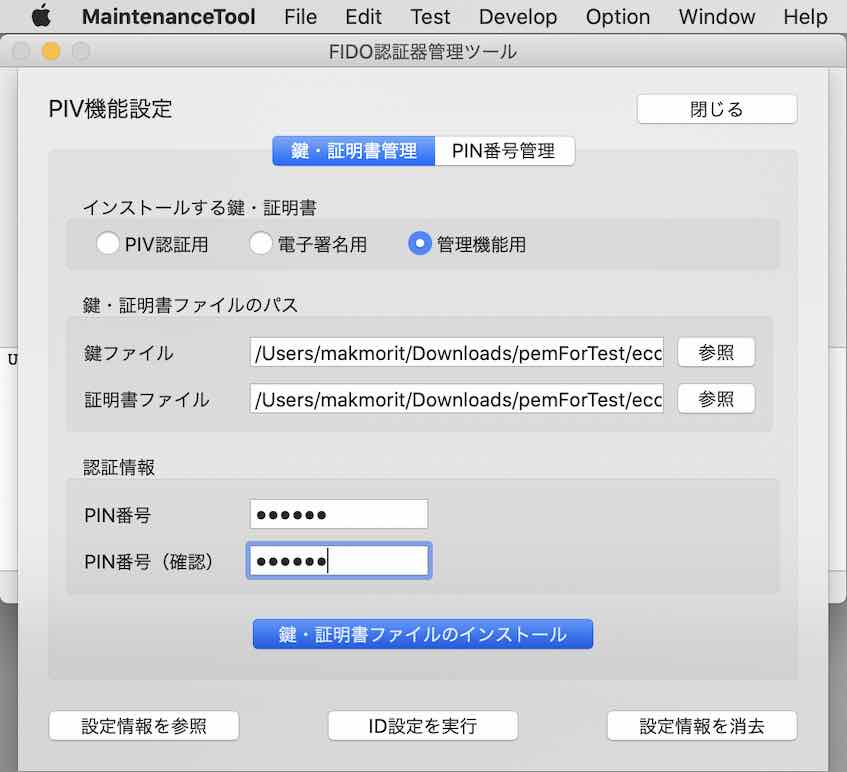 MaintenanceTool File Edit Test Develop Option Window Help
FIDO認証器管理ツール
PIV機能設定 閉じる
鍵・証明書管理 PIN番号管理
インストールする鍵・証明書
PIV認証用 電子署名用 管理機能用
鍵・証明書ファイルのパス
鍵ファイル /Users/makmorit/Downloads/pemForTest/ecc 参照
証明書ファイル /Users/makmorit/Downloads/pemForTest/ecc 参照
認証情報
PIN番号 ●●●●●●
PIN番号（確認） ●●●●●●
鍵・証明書ファイルのインストール
設定情報を参照 ID設定を実行 設定情報を消去